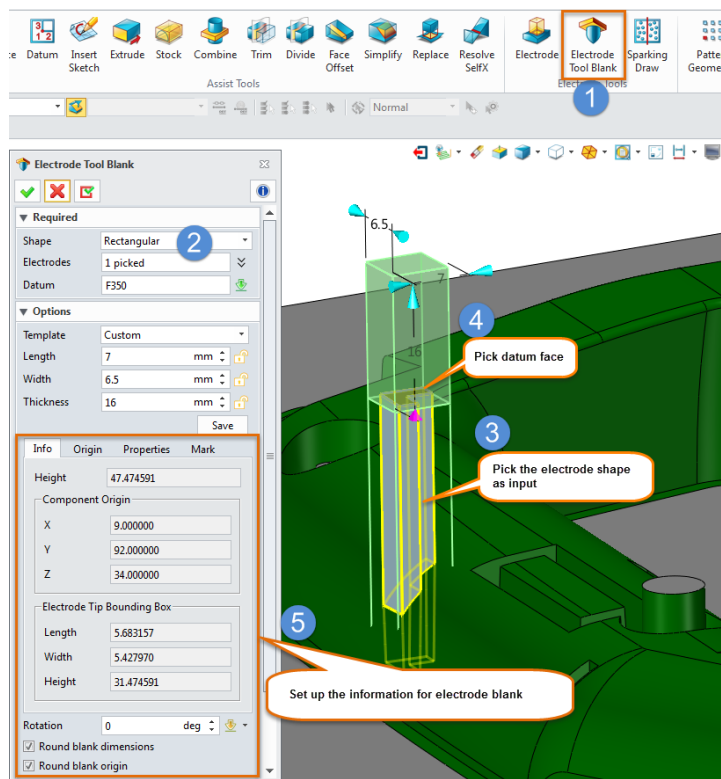 Datum
Insert
Sketch
Extrude
Stock
Combine
Trim
Divide
Face
Offset
Simplify
Replace
Resolve
SelfX
Electrode
Electrode
Tool Blank
Sparking
Draw
Assist Tools
1
Normal
Electrode Tool Blank
Required
Shape Rectangular
2
Electrodes 1 picked
Datum F350
Options
Template Custom
Length 7 mm
Width 6.5 mm
Thickness 16 mm
Save
Info Origin Properties Mark
Height 47.474591
Component Origin
X 9.000000
Y 92.000000
Z 34.000000
Electrode Tip Bounding Box
Length 5.683157
Width 5.427970
Height 31.474591
Rotation 0 deg
Round blank dimensions
Round blank origin
6.5
7
16
4
Pick datum face
3
Pick the electrode shape
as input
5
Set up the information for electrode blank